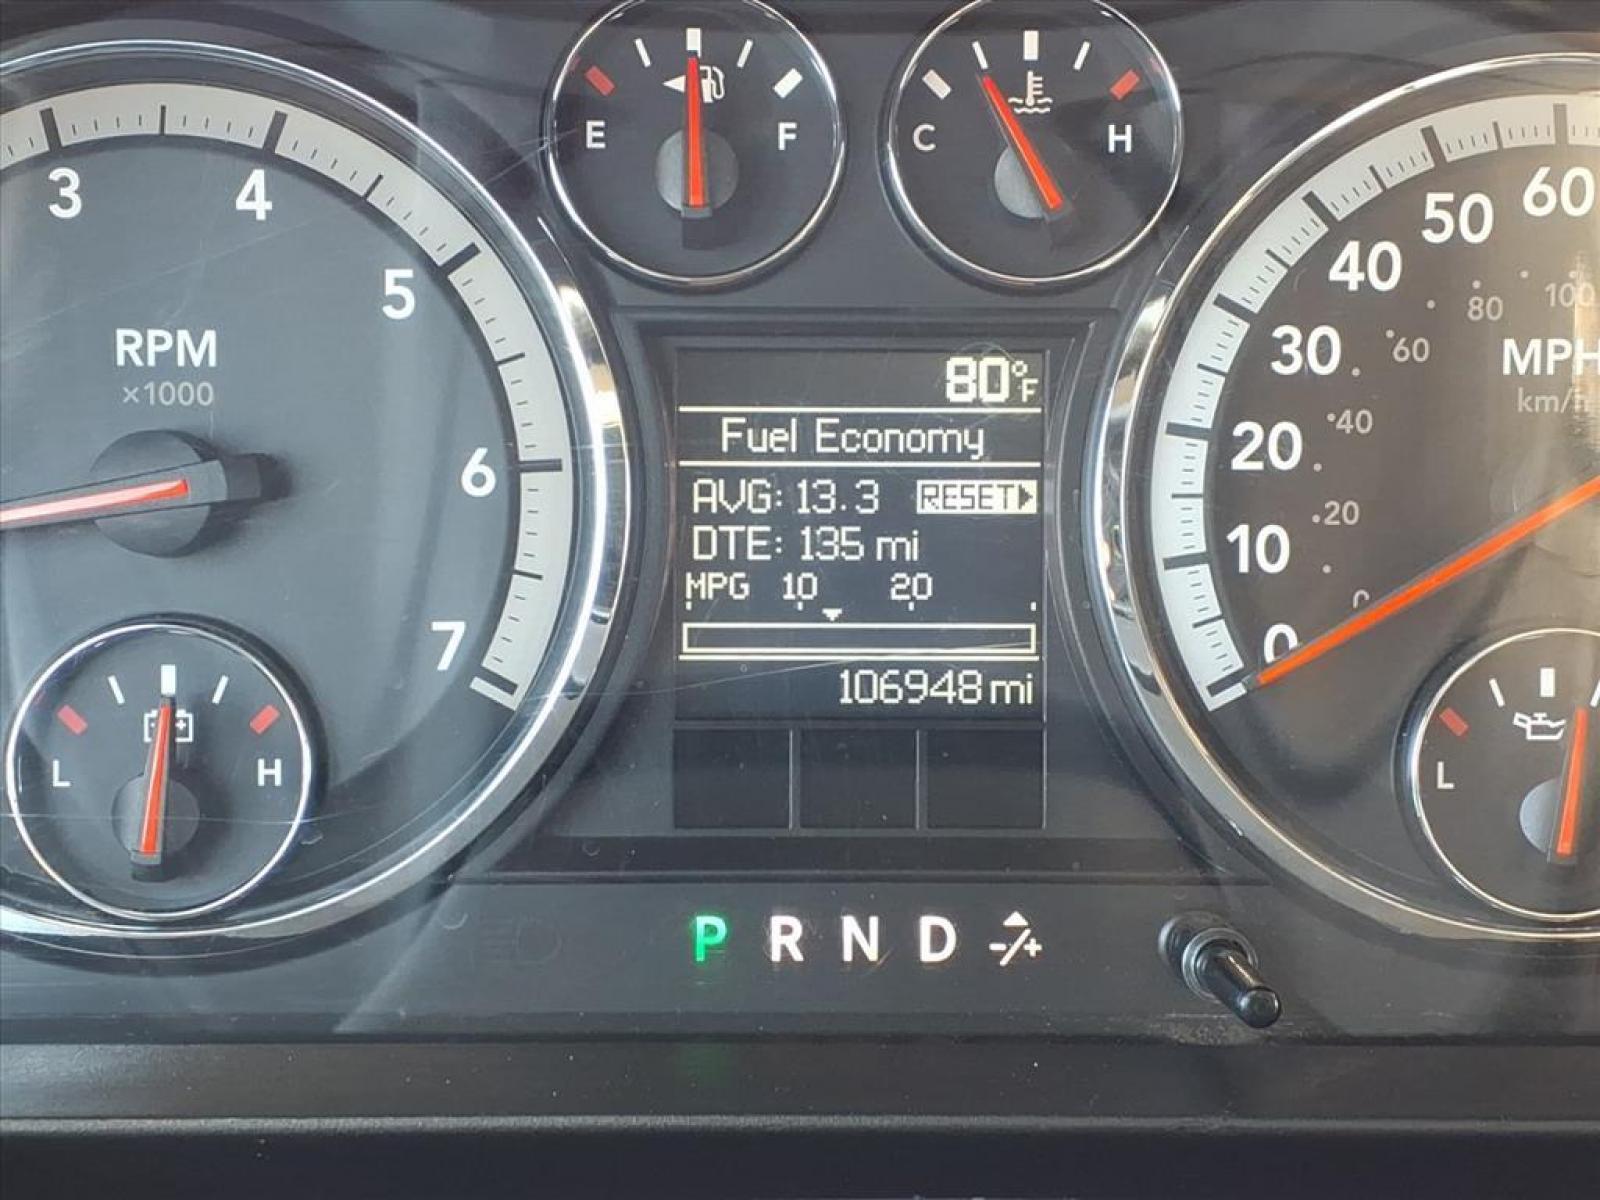 E F
C H
3 4 5 6 7
RPM
×1000
L H
80°F
Fuel Economy
AVG: 13.3 RESET
DTE: 135 mi
MPG 10 20
106948 mi
0 10 20 30 40 50 60
0 20 40 60 80 100
MPH
km/h
L
P R N D -/+